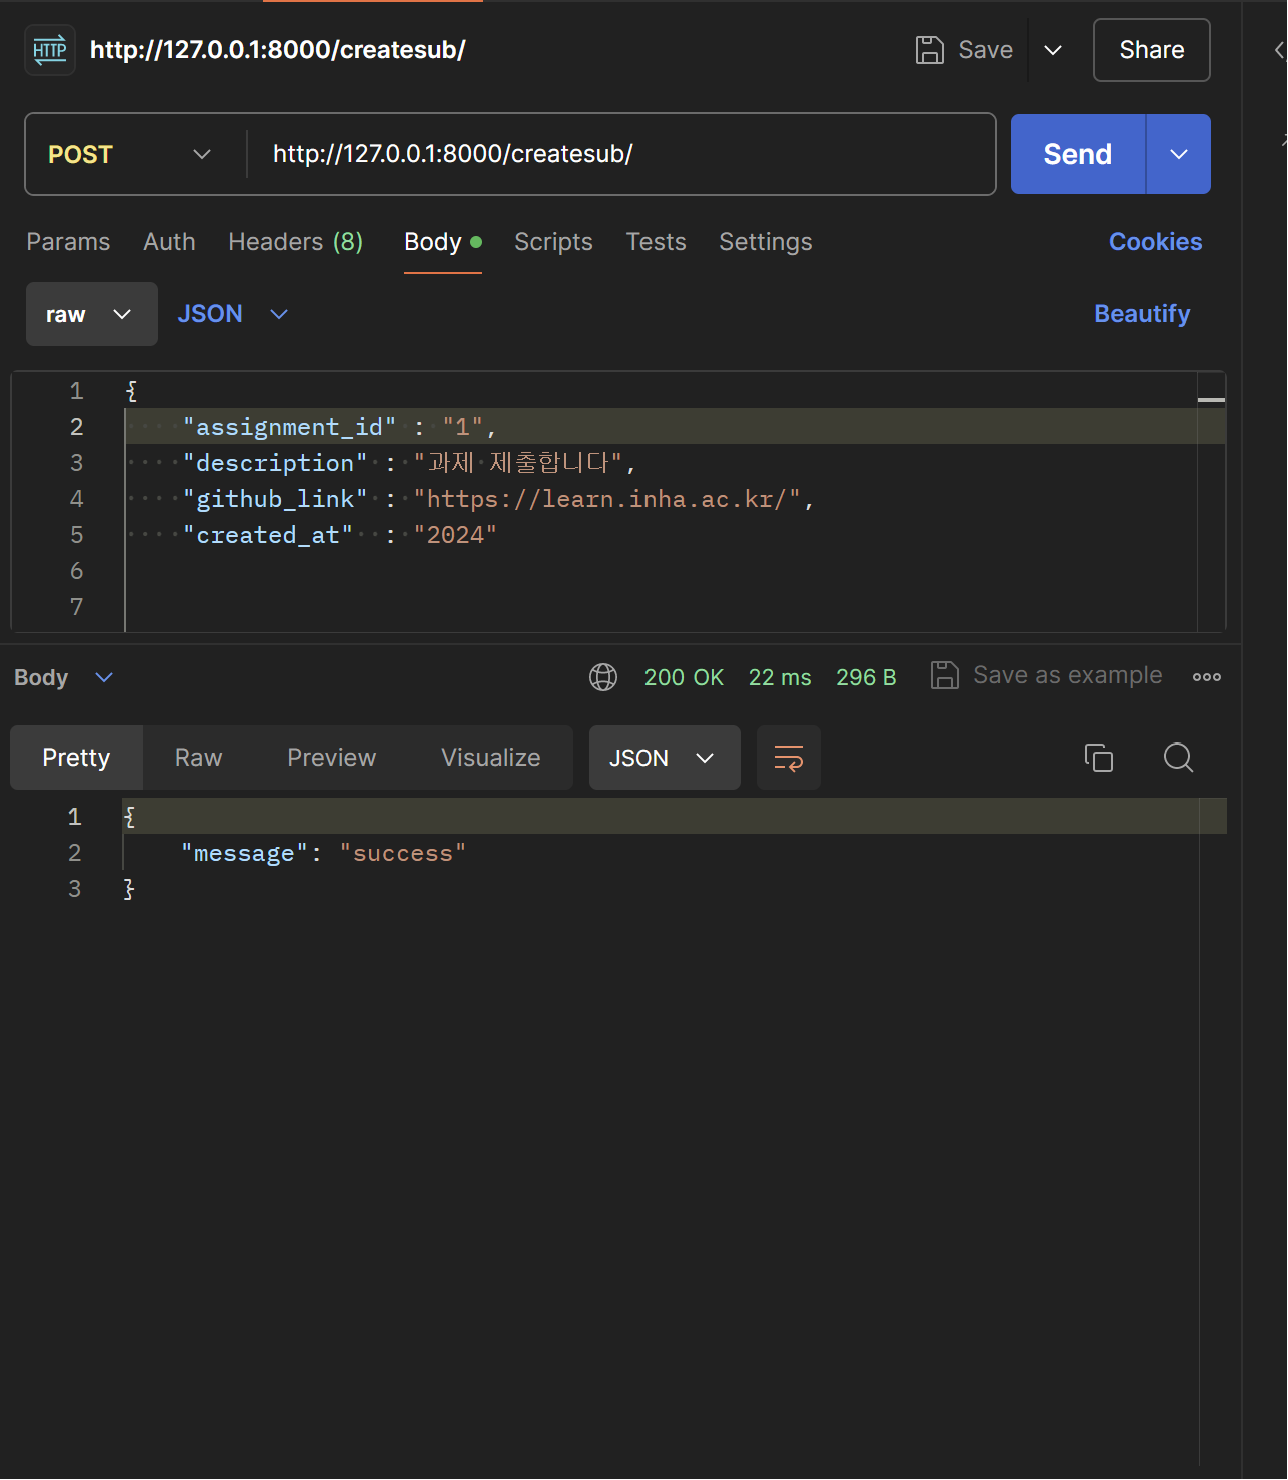 HTTP http://127.0.0.1:8000/createsub/ Save Share
POST http://127.0.0.1:8000/createsub/ Send
Params Auth Headers (8) Body Scripts Tests Settings Cookies
raw JSON Beautify
1 {
2 "assignment_id" : "1",
3 "description" : "과제 제출합니다",
4 "github_link" : "https://learn.inha.ac.kr/",
5 "created_at" : "2024"
6
7
Body 200 OK 22 ms 296 B Save as example
Pretty Raw Preview Visualize JSON
1 {
2 "message": "success"
3 }